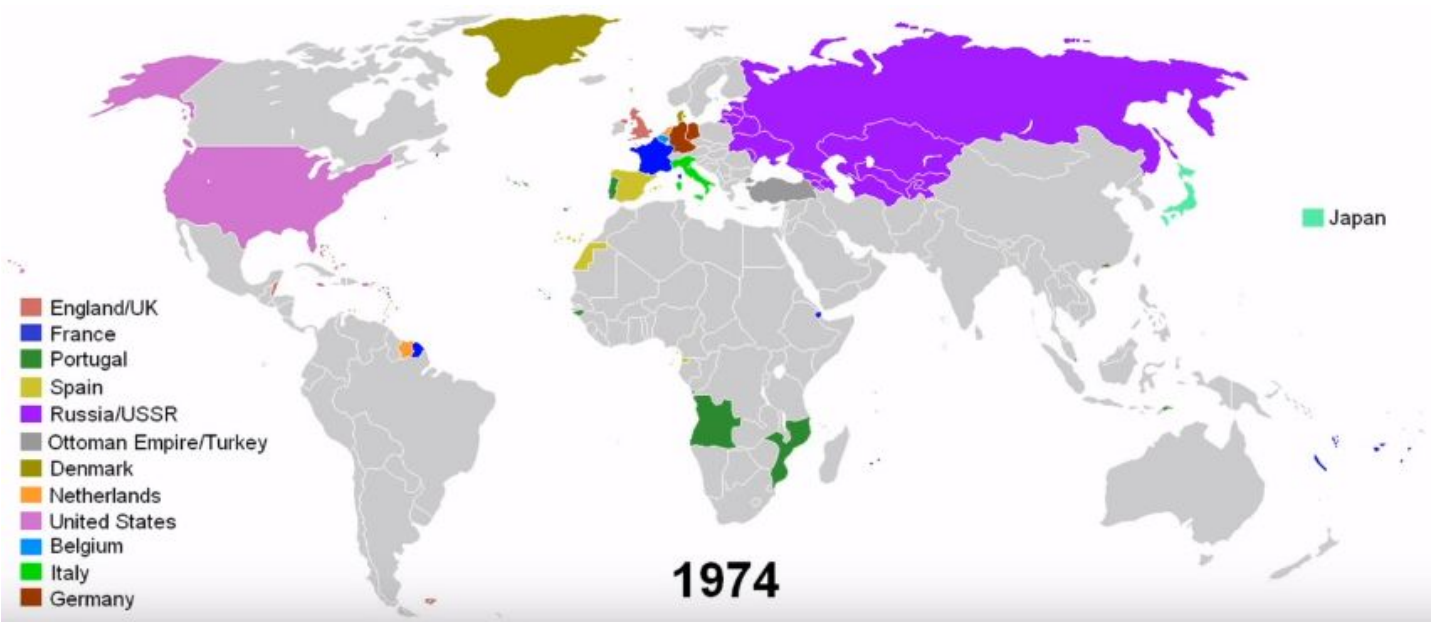 Japan
England/UK
France
Portugal
Spain
Russia/USSR
Ottoman Empire/Turkey
Denmark
Netherlands
United States
Belgium
Italy
Germany
1974